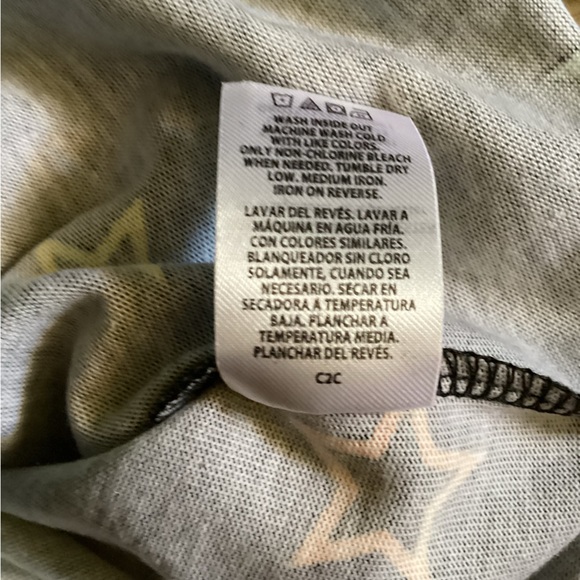 WASH INSIDE OUT
MACHINE WASH COLD
WITH LIKE COLORS.
ONLY NON-CHLORINE BLEACH
WHEN NEEDED. TUMBLE DRY
LOW. MEDIUM IRON.
IRON ON REVERSE.
LAVAR DEL REVÉS. LAVAR A
MÁQUINA EN AGUA FRÍA.
CON COLORES SIMILARES.
BLANQUEADOR SIN CLORO
SOLAMENTE, CUANDO SEA
NECESARIO. SECAR EN
SECADORA A TEMPERATURA
BAJA. PLANCHAR A
TEMPERATURA MEDIA.
PLANCHAR DEL REVÉS.
C2C